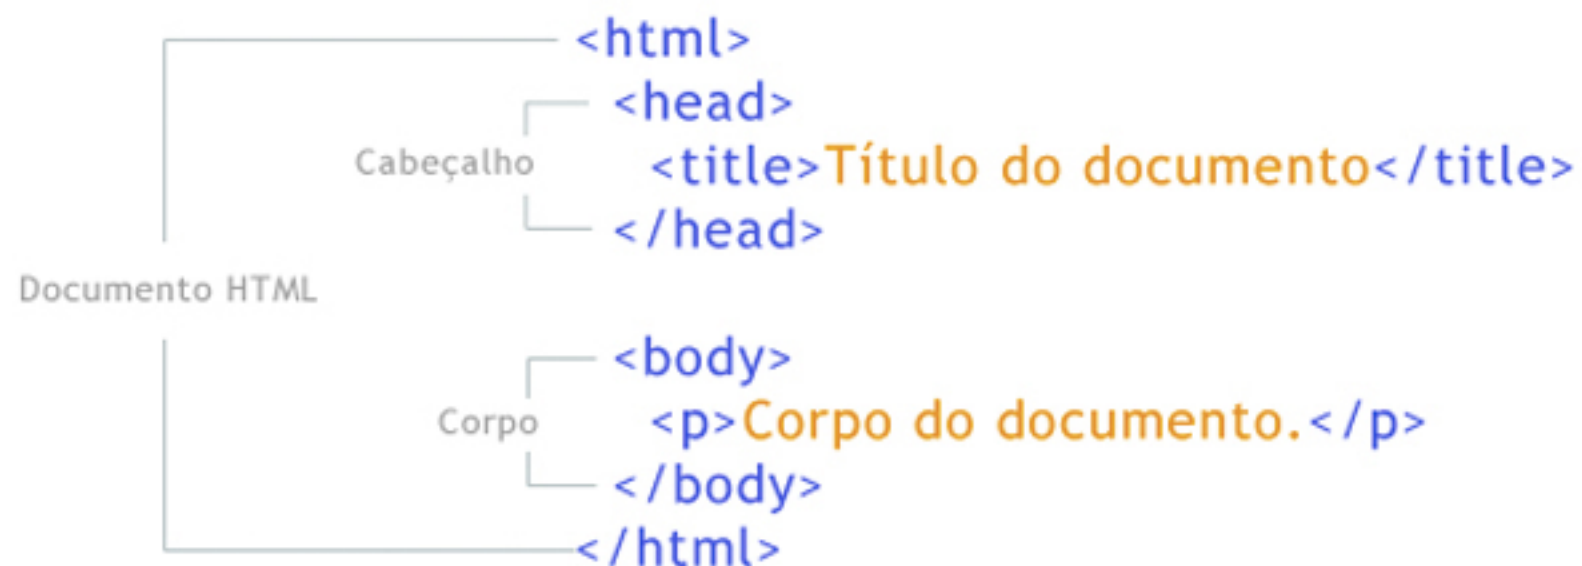 <html>
<head>
Cabeçalho
<title>Título do documento</title>
</head>
Documento HTML
<body>
Corpo
<p>Corpo do documento.</p>
</body>
</html>